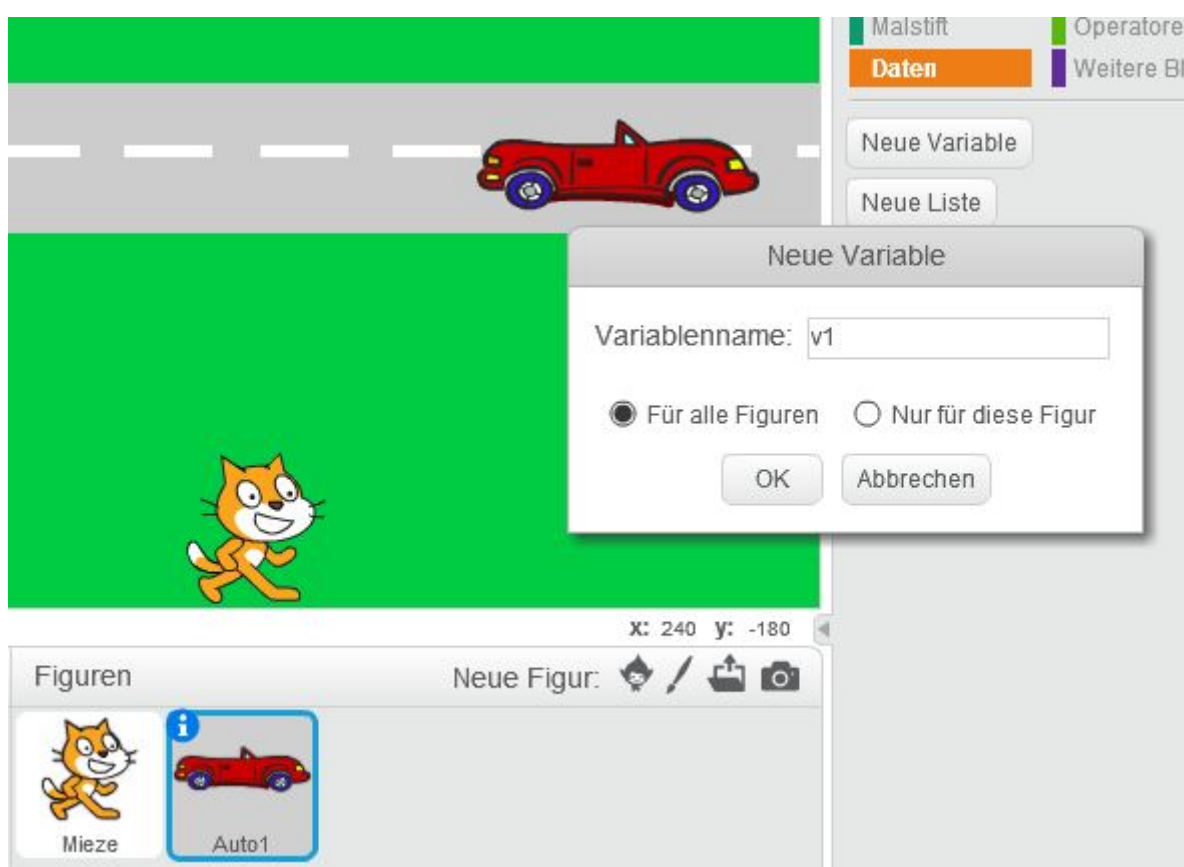 Malstift Operatore
Daten Weitere Bl
Neue Variable
Neue Liste
Neue Variable
Variablenname: v1
Für alle Figuren Nur für diese Figur
OK Abbrechen
x: 240 y: -180
Figuren Neue Figur:
Mieze Auto1